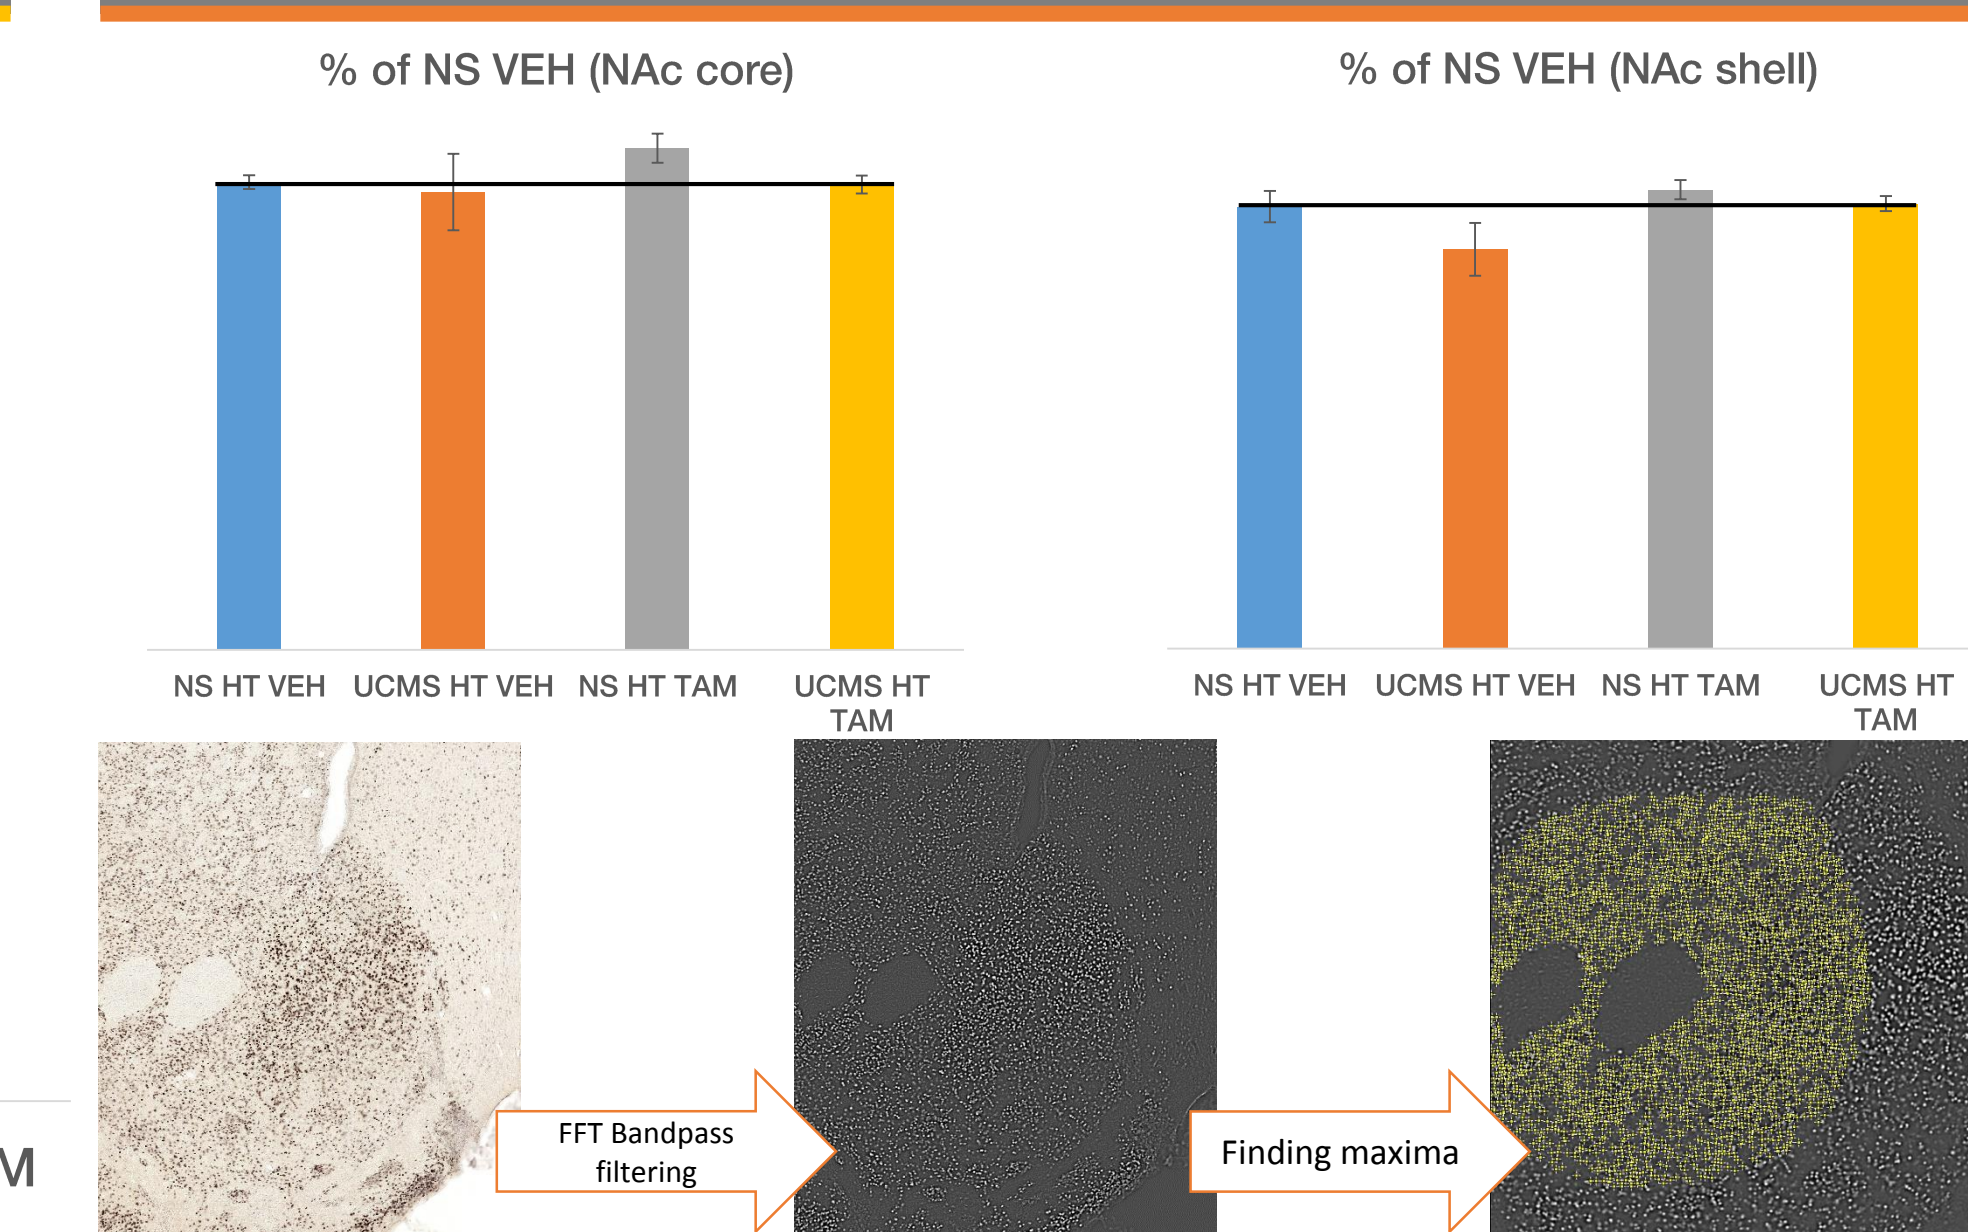 % of NS VEH (NAc core)
% of NS VEH (NAc shell)
NS HT VEH
UCMS HT VEH
NS HT TAM
UCMS HT
TAM
NS HT VEH
UCMS HT VEH
NS HT TAM
UCMS HT
TAM
FFT Bandpass
filtering
Finding maxima
M